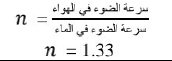 n = سرعة الضوء في الهواء
سرعة الضوء في الماء
n = 1.33